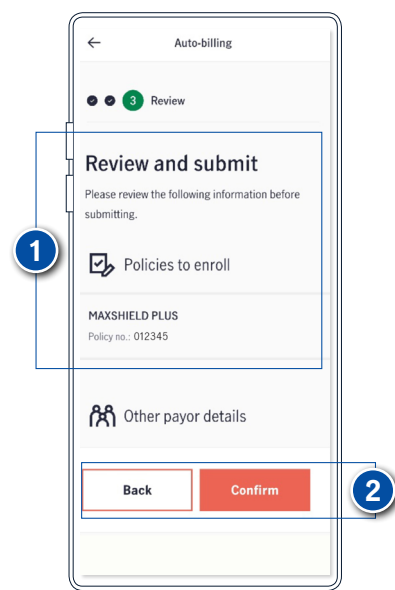 Auto-billing
3 Review
Review and submit
Please review the following information before
submitting.
1
Policies to enroll
MAXSHIELD PLUS
Policy no.: 012345
Other payor details
Back Confirm
2